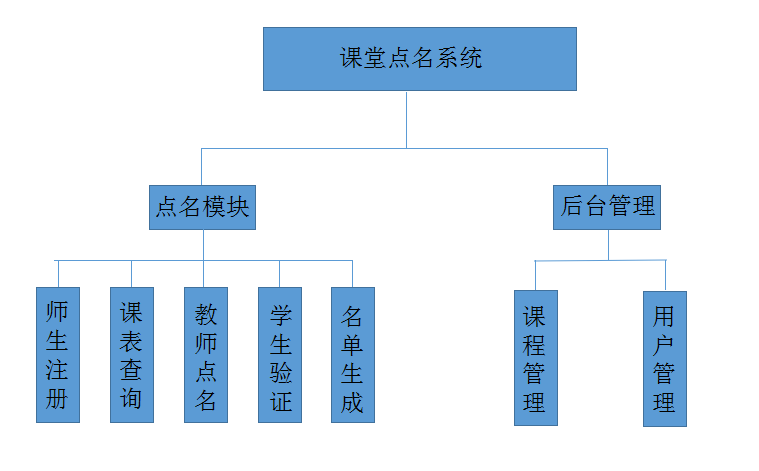 课堂点名系统
点名模块
后台管理
师生注册
课表查询
教师点名
学生验证
名单生成
课程管理
用户管理